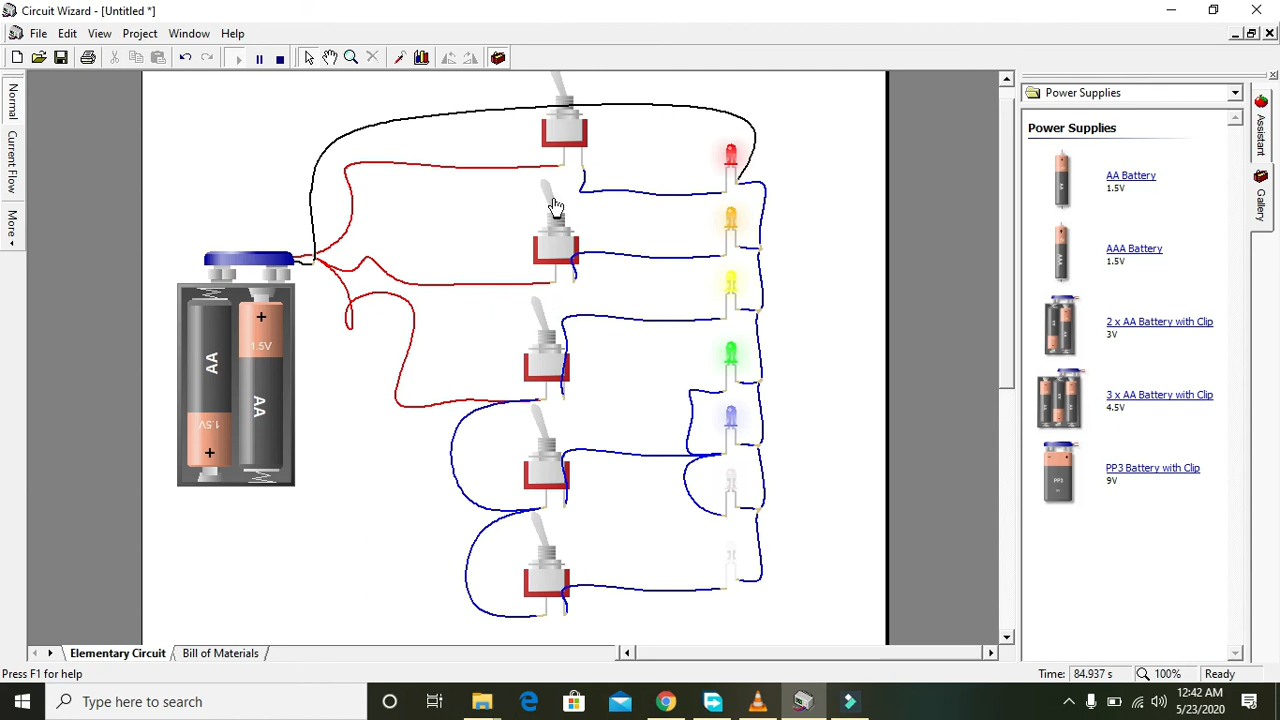 Circuit Wizard - [Untitled *]
File Edit View Project Window Help
Normal
Current Flow
More
AA
1.5V
+
+
1.5V
AA
Power Supplies
Power Supplies
AA Battery
1.5V
AAA Battery
1.5V
2 x AA Battery with Clip
3V
3 x AA Battery with Clip
4.5V
PP3
PP3 Battery with Clip
9V
Assistant
Gallery
Elementary Circuit
Bill of Materials
Press F1 for help
Time: 84.937 s
100%
Ready
Type here to search
12:42 AM
5/23/2020